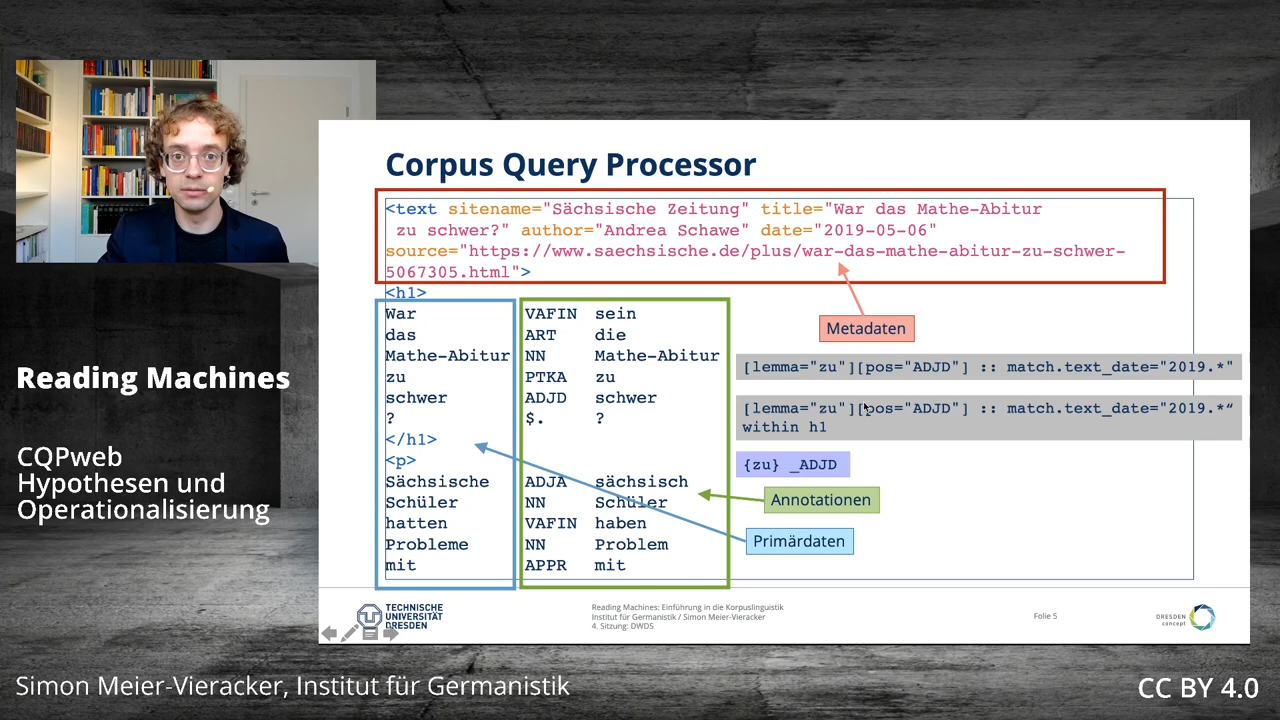 Corpus Query Processor
<text sitename="Sächsische Zeitung" title="War das Mathe-Abitur
zu schwer?" author="Andrea Schawe" date="2019-05-06"
source="https://www.saechsische.de/plus/war-das-mathe-abitur-zu-schwer-
5067305.html">
<h1>
War VAFIN sein
das ART die
Mathe-Abitur NN Mathe-Abitur
zu PTKA zu
schwer ADJD schwer
? $. ?
</h1>
<p>
Sächsische ADJA sächsisch
Schüler NN Schüler
hatten VAFIN haben
Probleme NN Problem
mit APPR mit
Metadaten
[lemma="zu"][pos="ADJD"] :: match.text_date="2019.*"
[lemma="zu"][pos="ADJD"] :: match.text_date="2019.*“
within h1
{zu} _ADJD
Annotationen
Primärdaten
TECHNISCHE
UNIVERSITÄT
DRESDEN
Reading Machines: Einführung in die Korpuslinguistik
Institut für Germanistik / Simon Meier-Vieracker
4. Sitzung: DWDS
Folie 5
DRESDEN
concept
Reading Machines
CQPweb
Hypothesen und
Operationalisierung
Simon Meier-Vieracker, Institut für Germanistik
CC BY 4.0